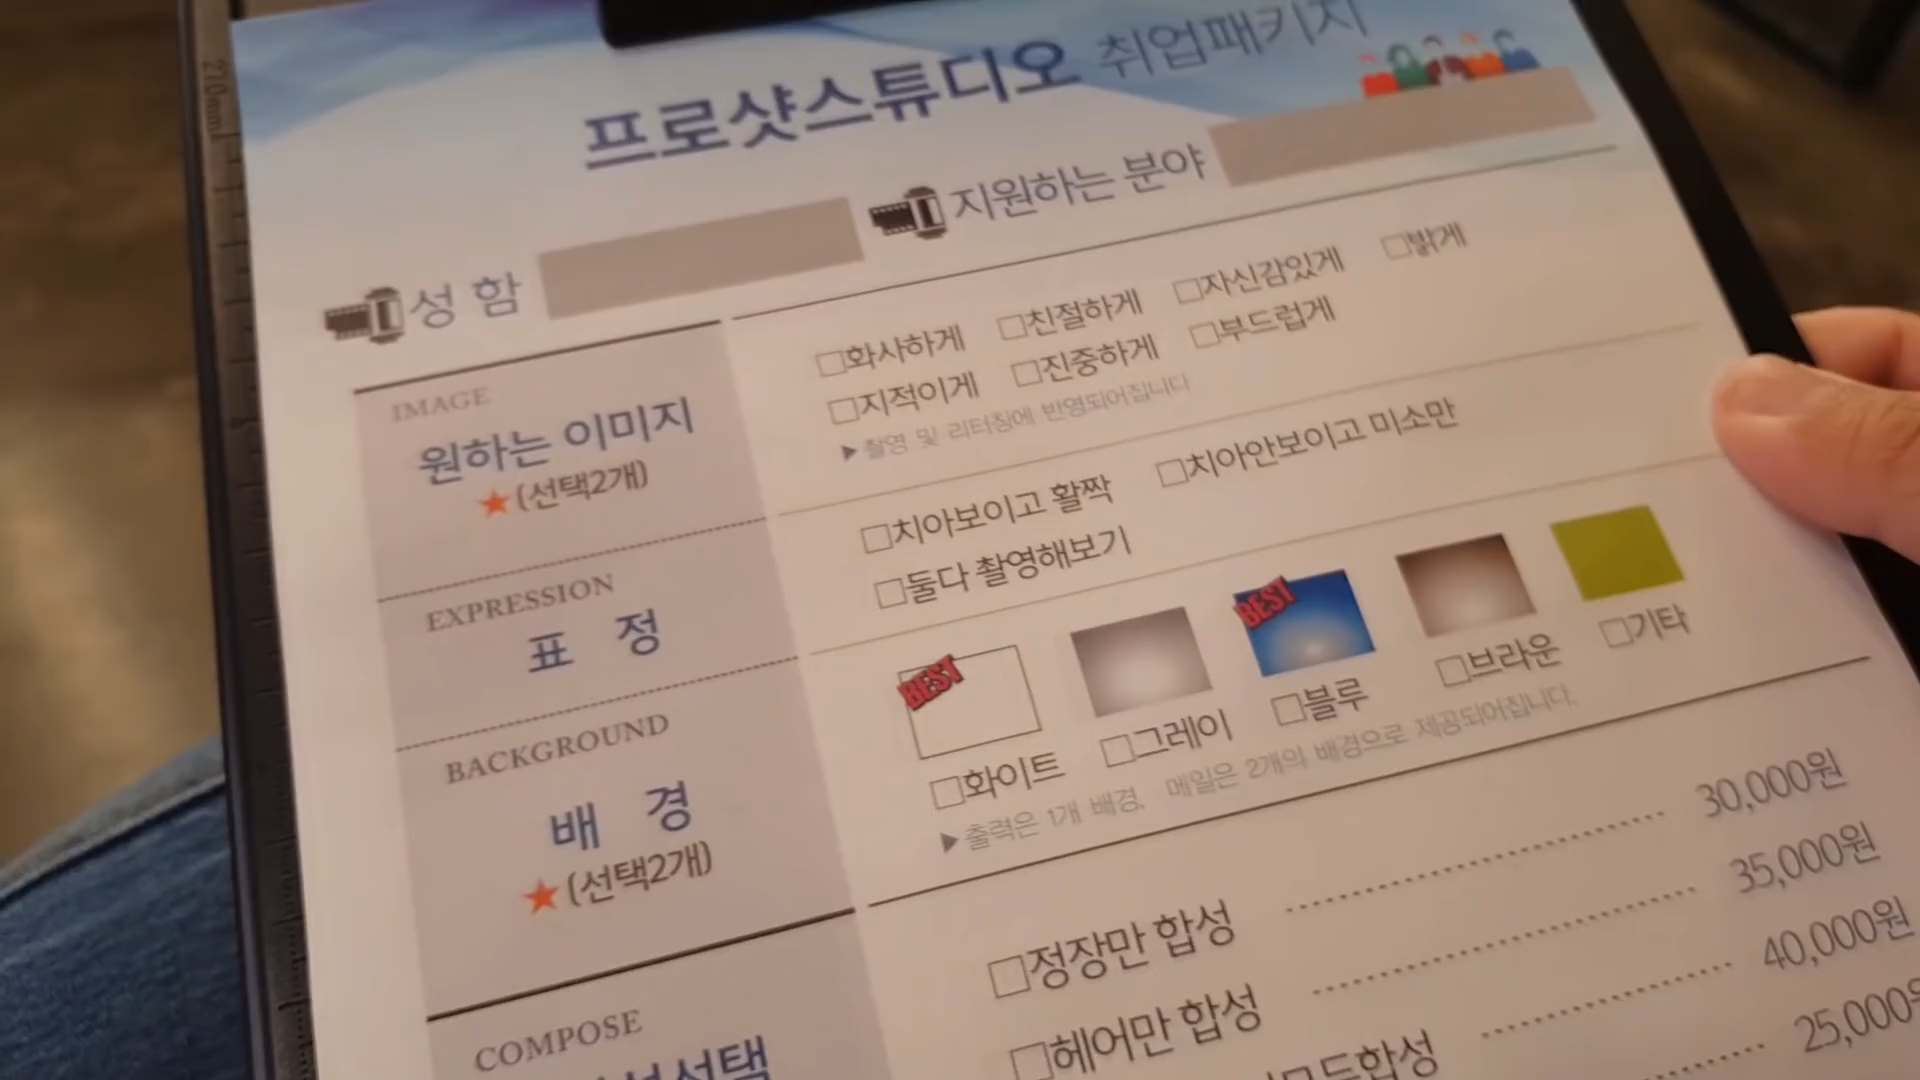 프로샷스튜디오 취업패키지
성 함
지원하는 분야
IMAGE
원하는 이미지
★(선택2개)
□화사하게 □친절하게 □자신감있게 □밝게
□지적이게 □진중하게 □부드럽게
▶촬영 및 리터칭에 반영되어집니다
EXPRESSION
표 정
□치아보이고 활짝 □치아안보이고 미소만
□둘다 촬영해보기
BACKGROUND
배 경
★(선택2개)
BEST
BEST
□화이트 □그레이 □블루 □브라운 □기타
▶출력은 1개 배경, 메일은 2개의 배경으로 제공되어집니다.
COMPOSE
□정장만 합성 30,000원
□헤어만 합성 35,000원
40,000원
25,000원
270mm